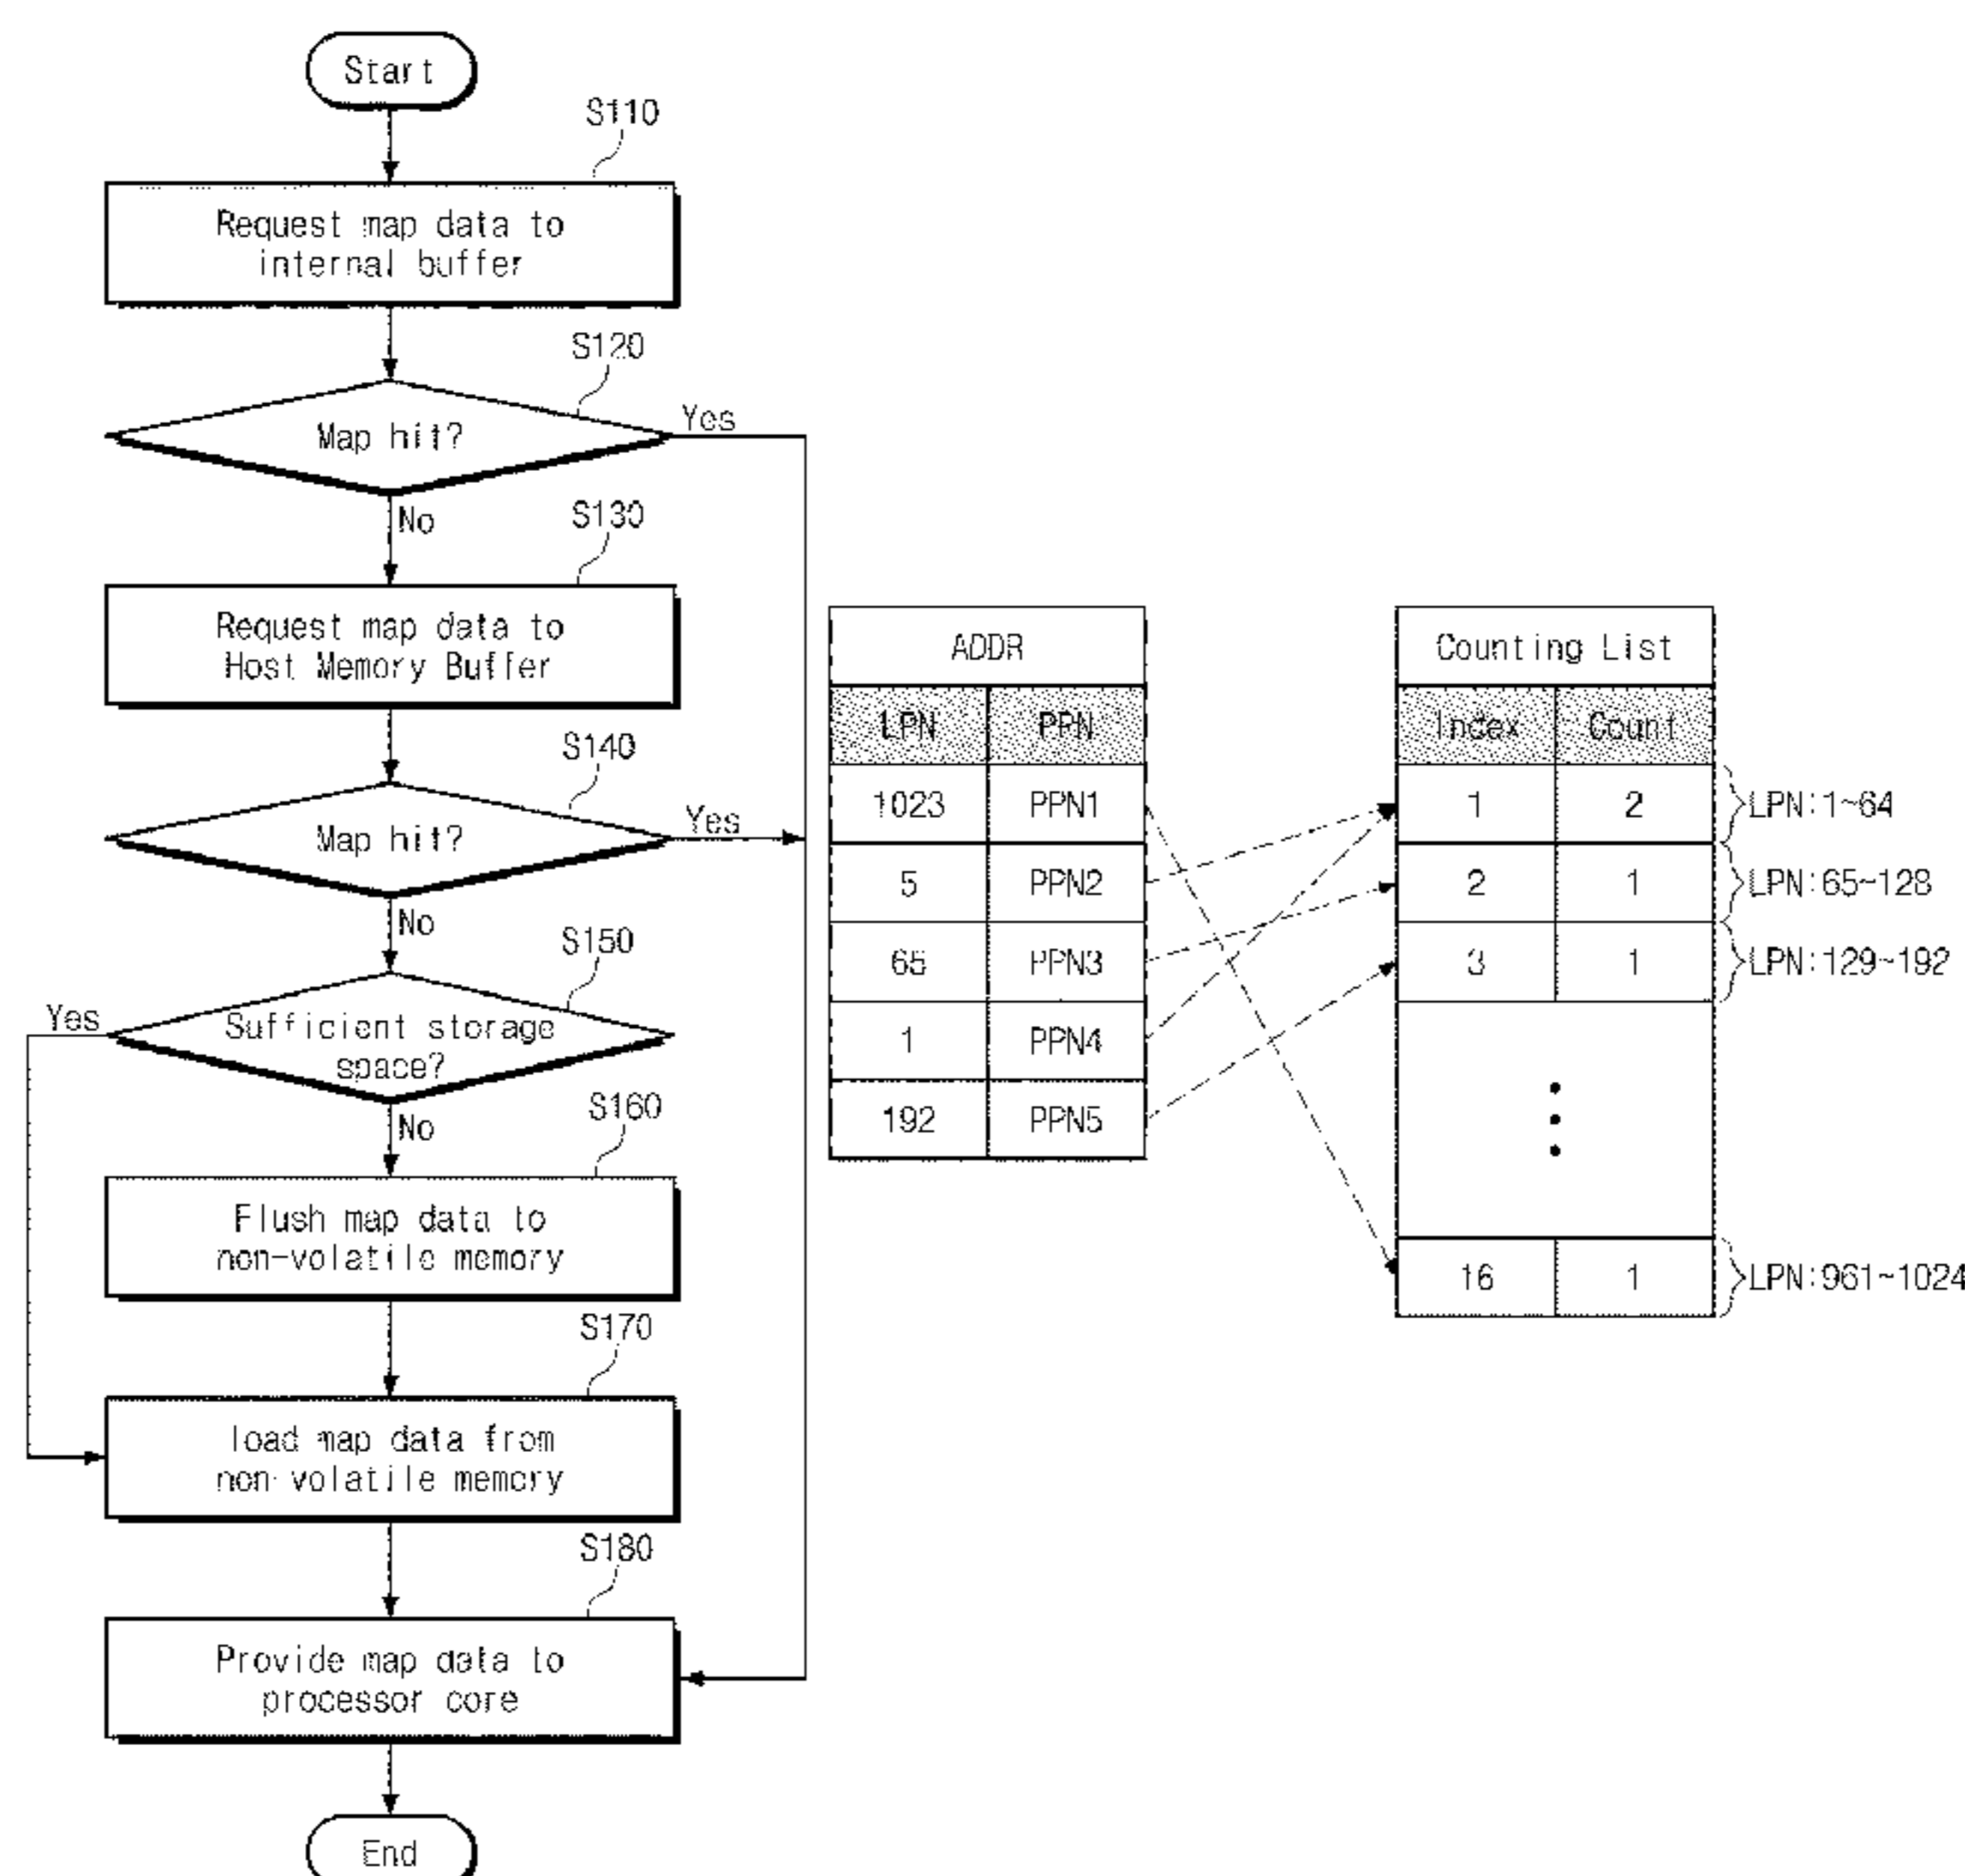 Start
S110
Request map data to
internal buffer
S120
Map hit?
Yes
No
S130
Request map data to
Host Memory Buffer
S140
Map hit?
Yes
No
S150
Yes
Sufficient storage
space?
No
S160
Flush map data to
non-volatile memory
S170
load map data from
non-volatile memory
S180
Provide map data to
processor core
End
ADDR
LPN PPN
1023 PPN1
5 PPN2
65 PPN3
1 PPN4
192 PPN5
Counting List
Index Count
1 2 LPN:1~64
2 1 LPN:65~128
3 1 LPN:129~192
16 1 LPN:961~1024